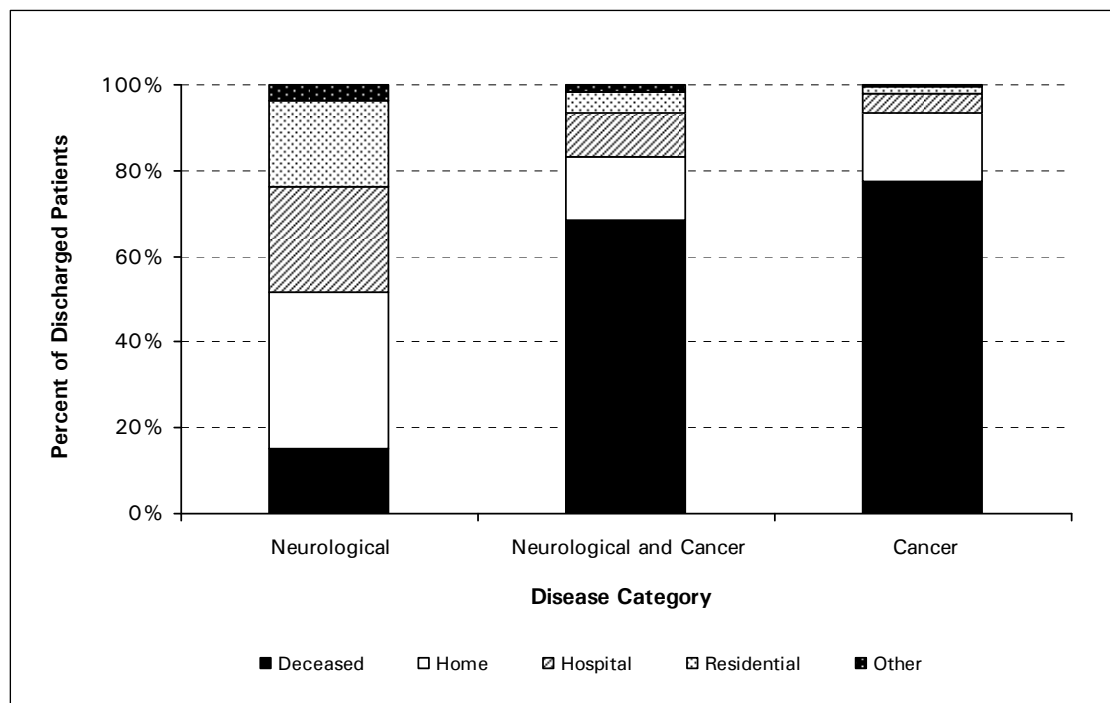 100%
80%
60%
40%
20%
0%
Percent of Discharged Patients
Neurological Neurological and Cancer Cancer
Disease Category
Deceased Home Hospital Residential Other